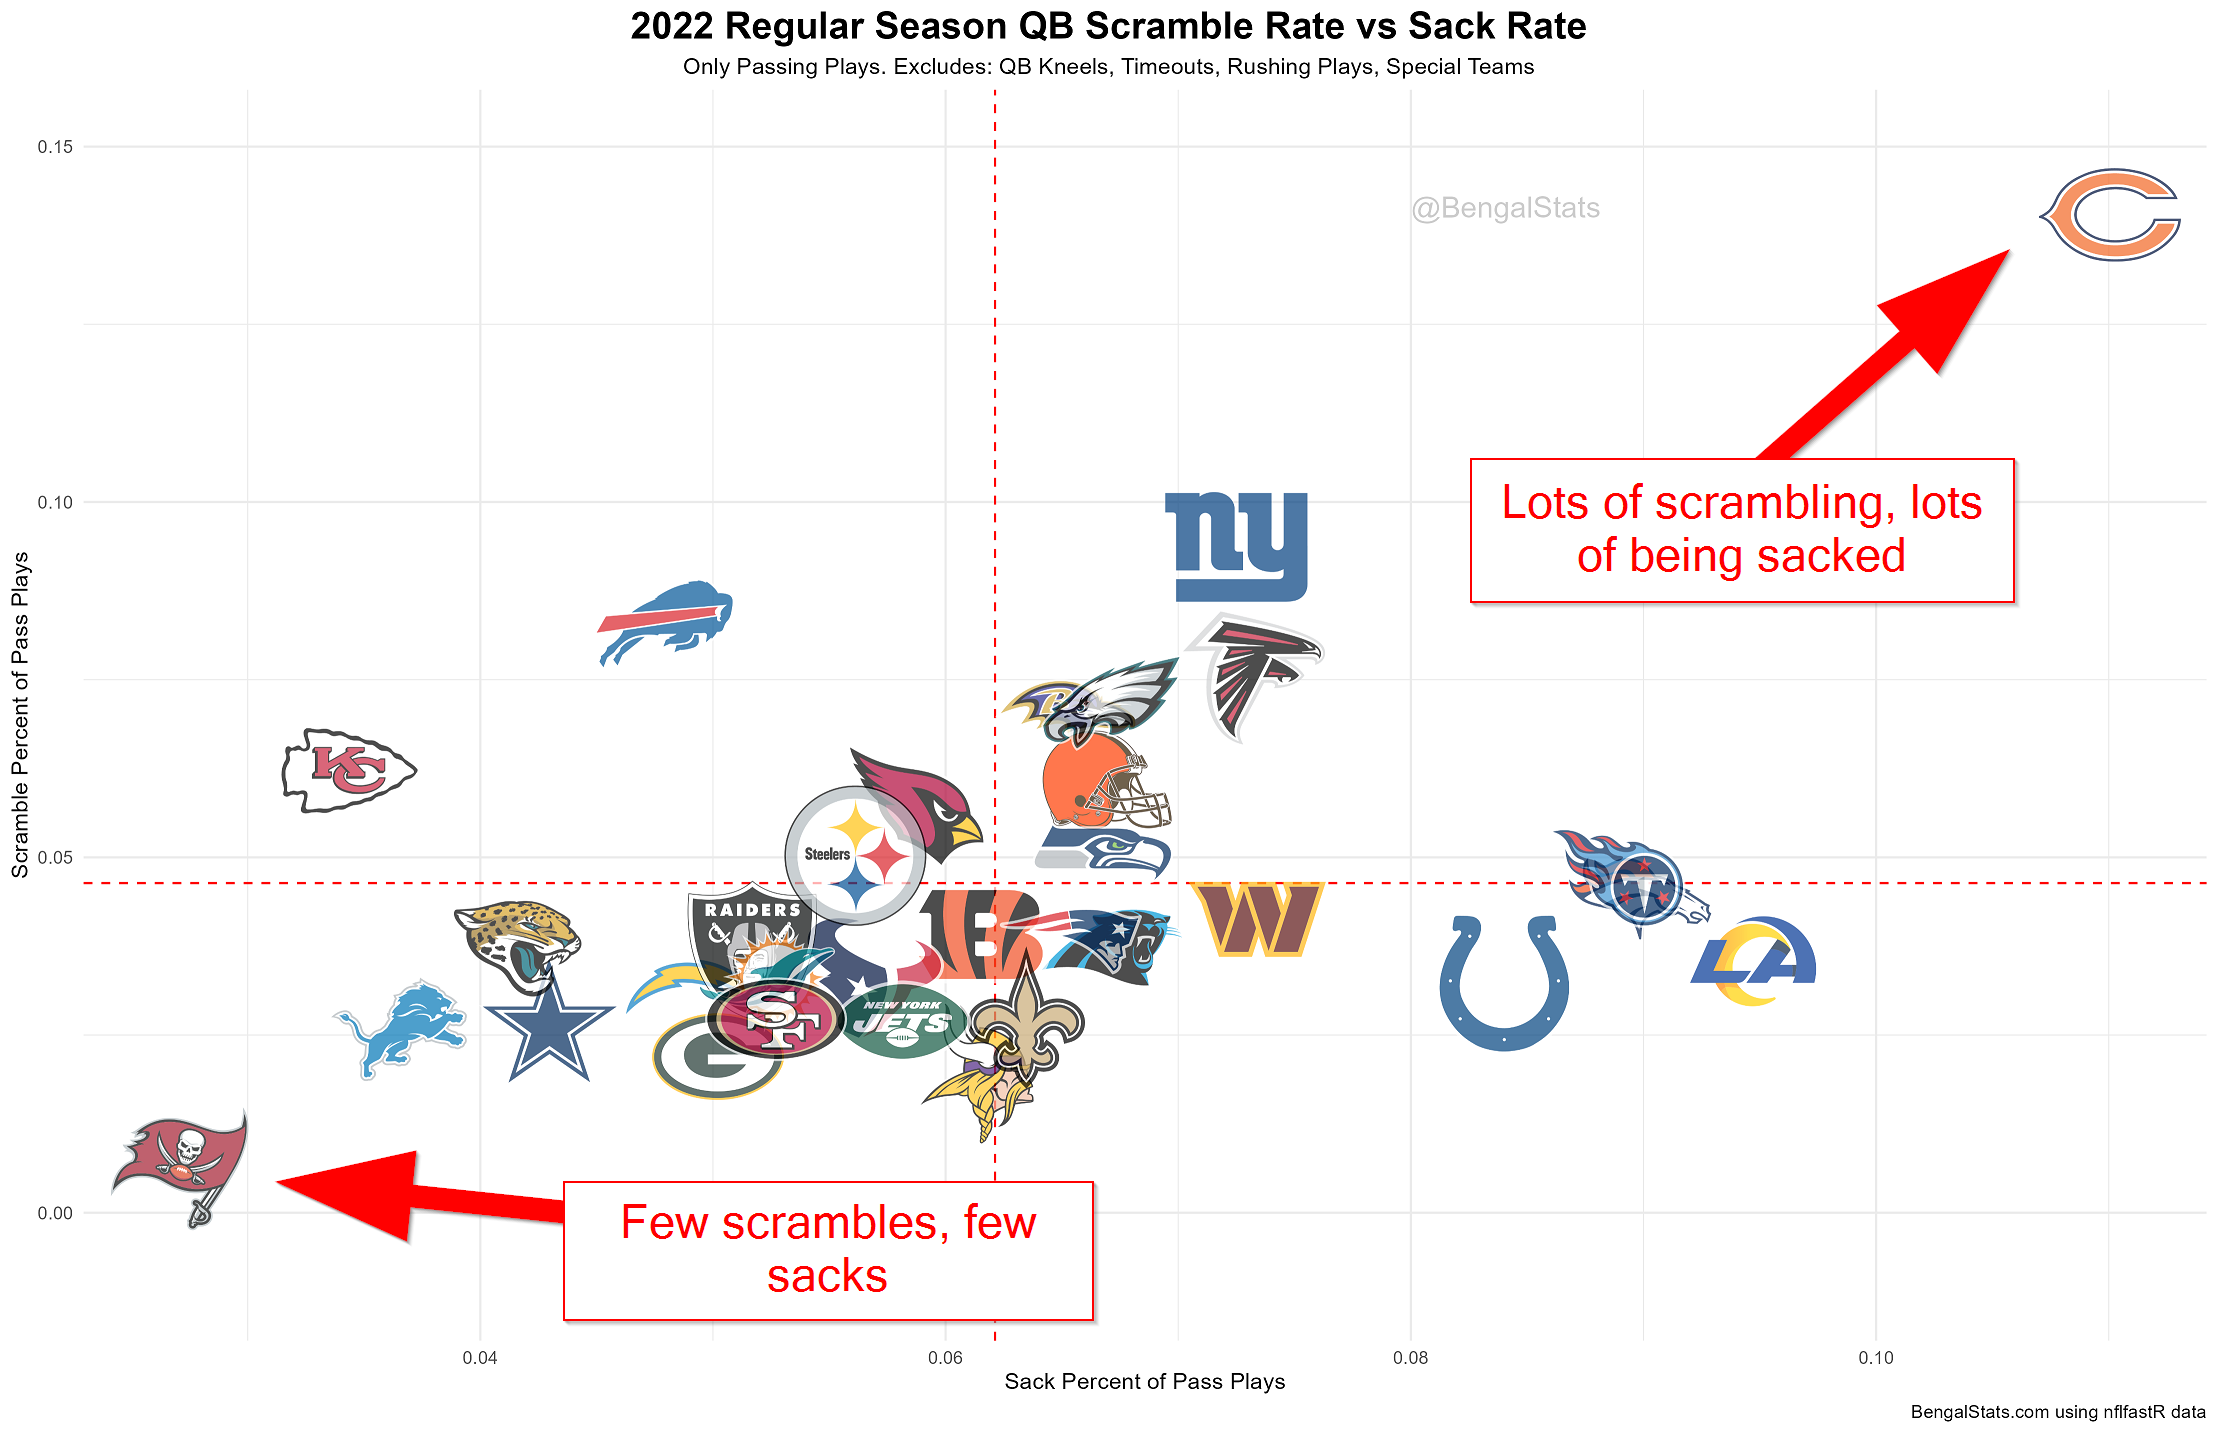 2022 Regular Season QB Scramble Rate vs Sack Rate
Only Passing Plays. Excludes: QB Kneels, Timeouts, Rushing Plays, Special Teams
0.15
@BengalStats
Lots of scrambling, lots
of being sacked
0.10
ny
KC
Steelers
0.05
RAIDERS
B
W
T
LA
SF
NEW YORK
JETS
G
Few scrambles, few
sacks
0.00
Scramble Percent of Pass Plays
0.04
0.06
0.08
0.10
Sack Percent of Pass Plays
BengalStats.com using nflfastR data